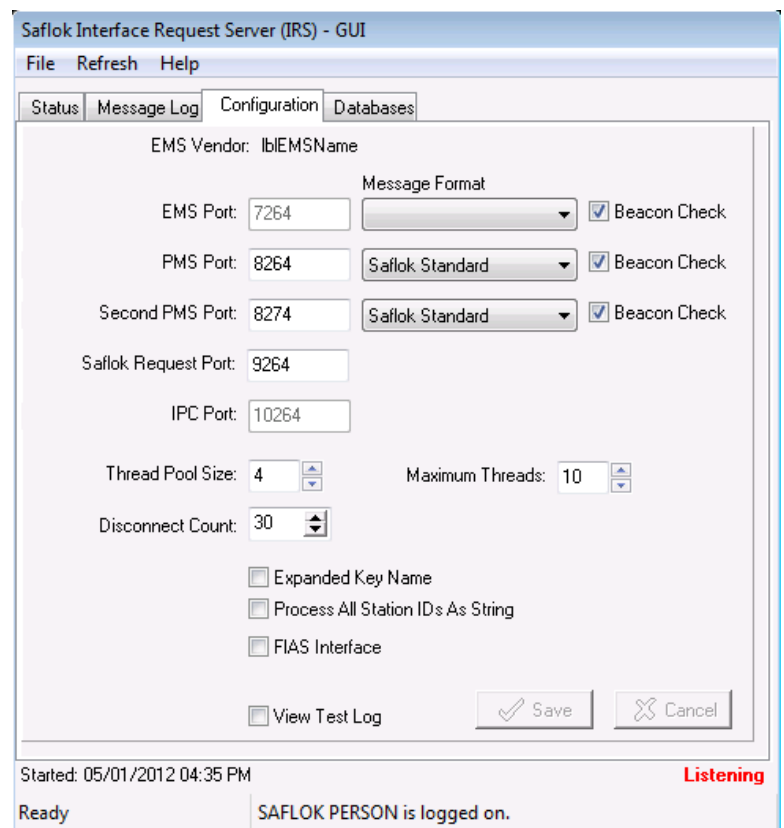 Saflok Interface Request Server (IRS) - GUI
File Refresh Help
Status Message Log Configuration Databases
EMS Vendor: lblEMSName
Message Format
EMS Port: 7264 Beacon Check
PMS Port: 8264 Saflok Standard Beacon Check
Second PMS Port: 8274 Saflok Standard Beacon Check
Saflok Request Port: 9264
IPC Port: 10264
Thread Pool Size: 4 Maximum Threads: 10
Disconnect Count: 30
Expanded Key Name
Process All Station IDs As String
FIAS Interface
View Test Log Save Cancel
Started: 05/01/2012 04:35 PM Listening
Ready SAFLOK PERSON is logged on.